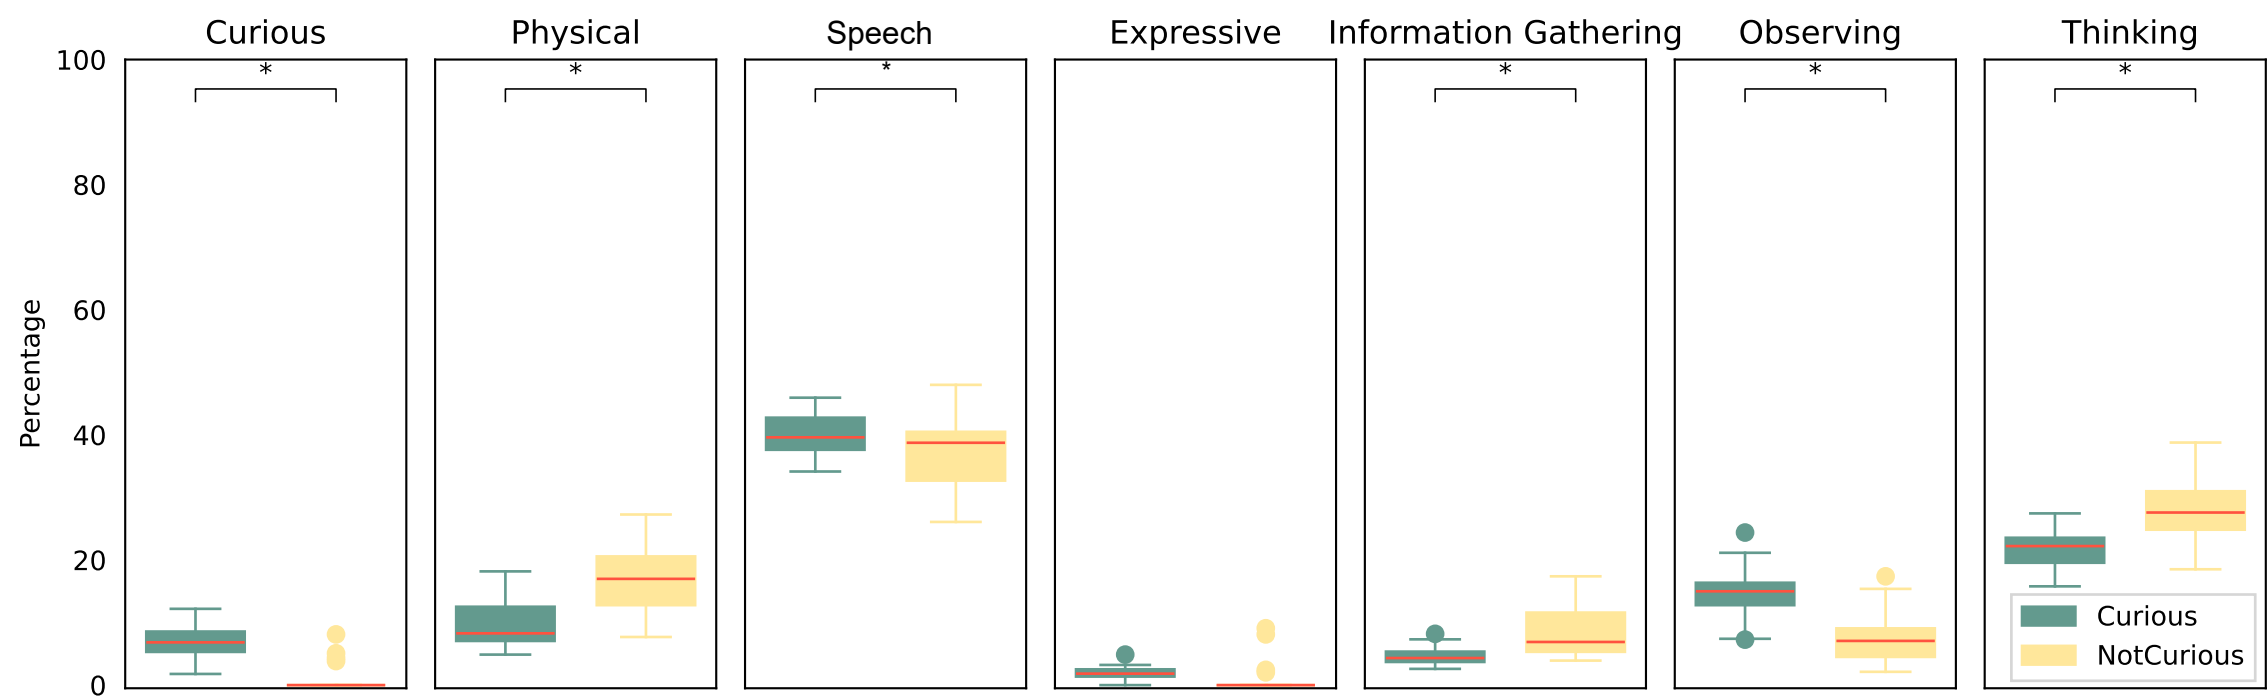 Curious
Physical
Speech
Expressive
Information Gathering
Observing
Thinking
*
*
*
*
*
*
100
80
60
40
20
0
Percentage
Curious
NotCurious